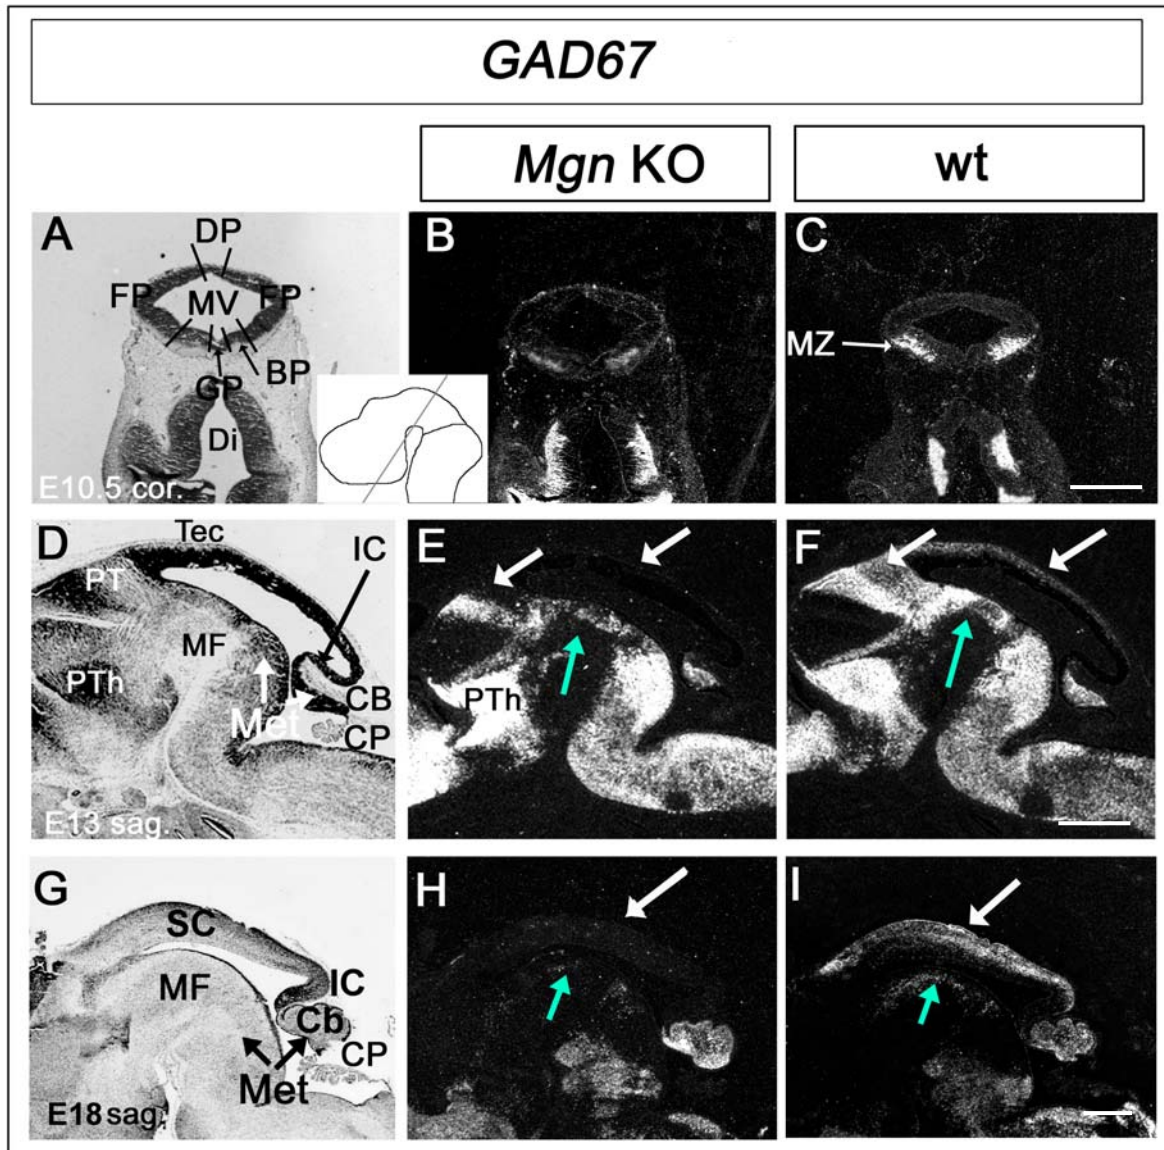 GAD67
Mgn KO
wt
A
DP
FP
MV
FP
BP
GP
Di
E10.5 cor.
B
C
MZ
D
Tec
IC
PT
MF
PTh
Met
CB
CP
E13 sag.
E
PTh
F
G
SC
MF
IC
Cb
CP
Met
E18 sag.
H
I